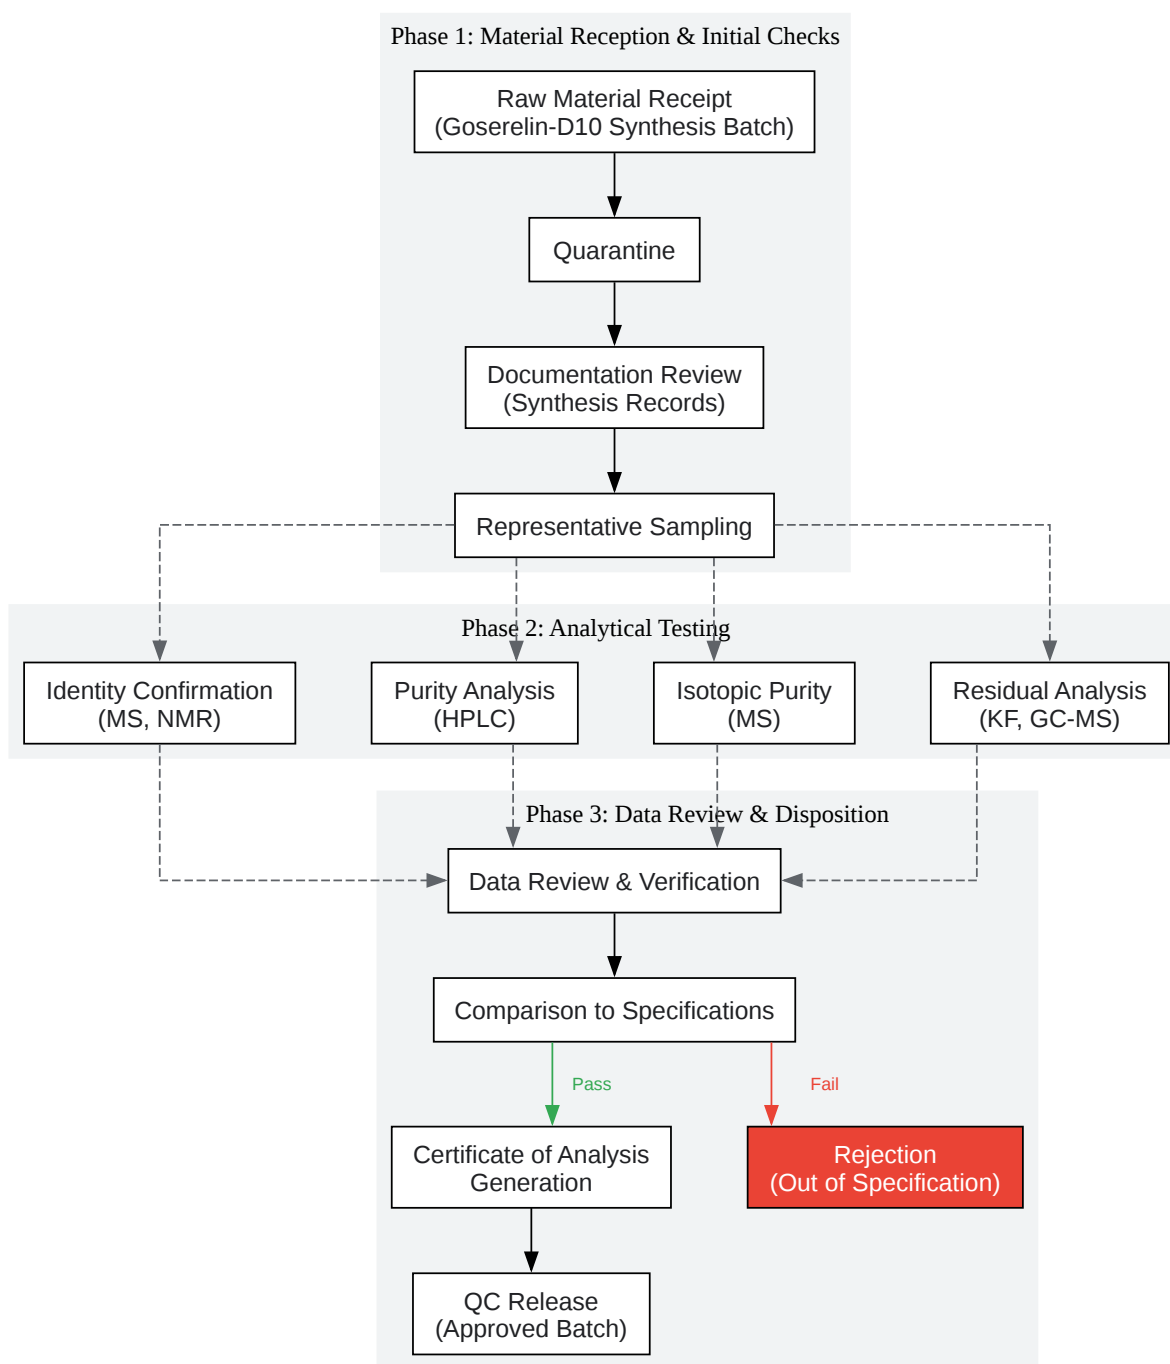 Phase 1: Material Reception & Initial Checks
Raw Material Receipt
(Goserelin-D10 Synthesis Batch)
Quarantine
Documentation Review
(Synthesis Records)
Representative Sampling
Phase 2: Analytical Testing
Identity Confirmation
(MS, NMR)
Purity Analysis
(HPLC)
Isotopic Purity
(MS)
Residual Analysis
(KF, GC-MS)
Phase 3: Data Review & Disposition
Data Review & Verification
Comparison to Specifications
Pass
Fail
Certificate of Analysis
Generation
Rejection
(Out of Specification)
QC Release
(Approved Batch)